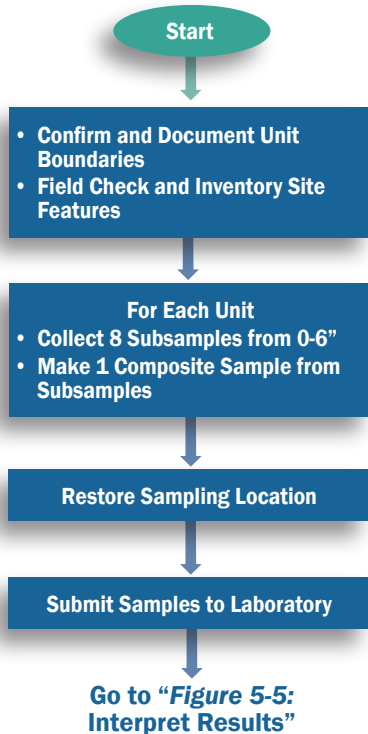 Start
• Confirm and Document Unit
Boundaries
• Field Check and Inventory Site
Features
For Each Unit
• Collect 8 Subsamples from 0-6”
• Make 1 Composite Sample from
Subsamples
Restore Sampling Location
Submit Samples to Laboratory
Go to “Figure 5-5:
Interpret Results”